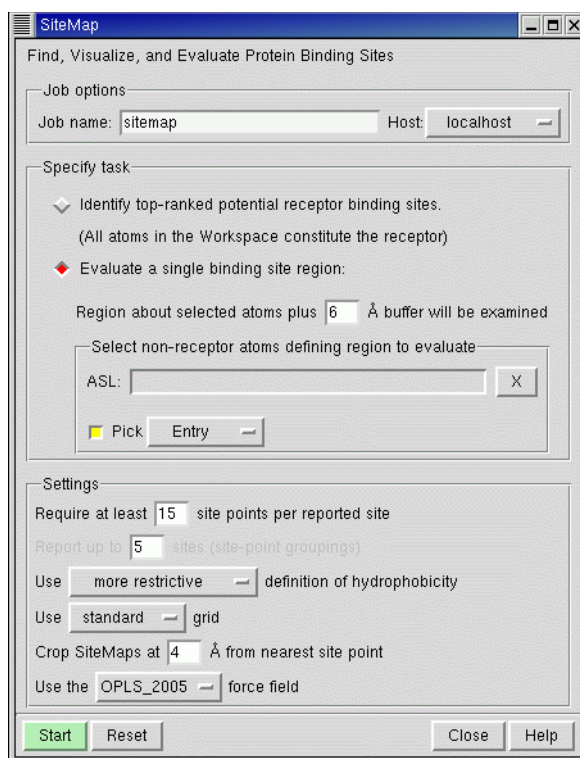 SiteMap
Find, Visualize, and Evaluate Protein Binding Sites
Job options
Job name: sitemap Host: localhost
Specify task
Identify top-ranked potential receptor binding sites.
(All atoms in the Workspace constitute the receptor)
Evaluate a single binding site region:
Region about selected atoms plus 6 Å buffer will be examined
Select non-receptor atoms defining region to evaluate
ASL: X
Pick Entry
Settings
Require at least 15 site points per reported site
Report up to 5 sites (site-point groupings)
Use more restrictive definition of hydrophobicity
Use standard grid
Crop SiteMaps at 4 Å from nearest site point
Use the OPLS_2005 force field
Start Reset Close Help